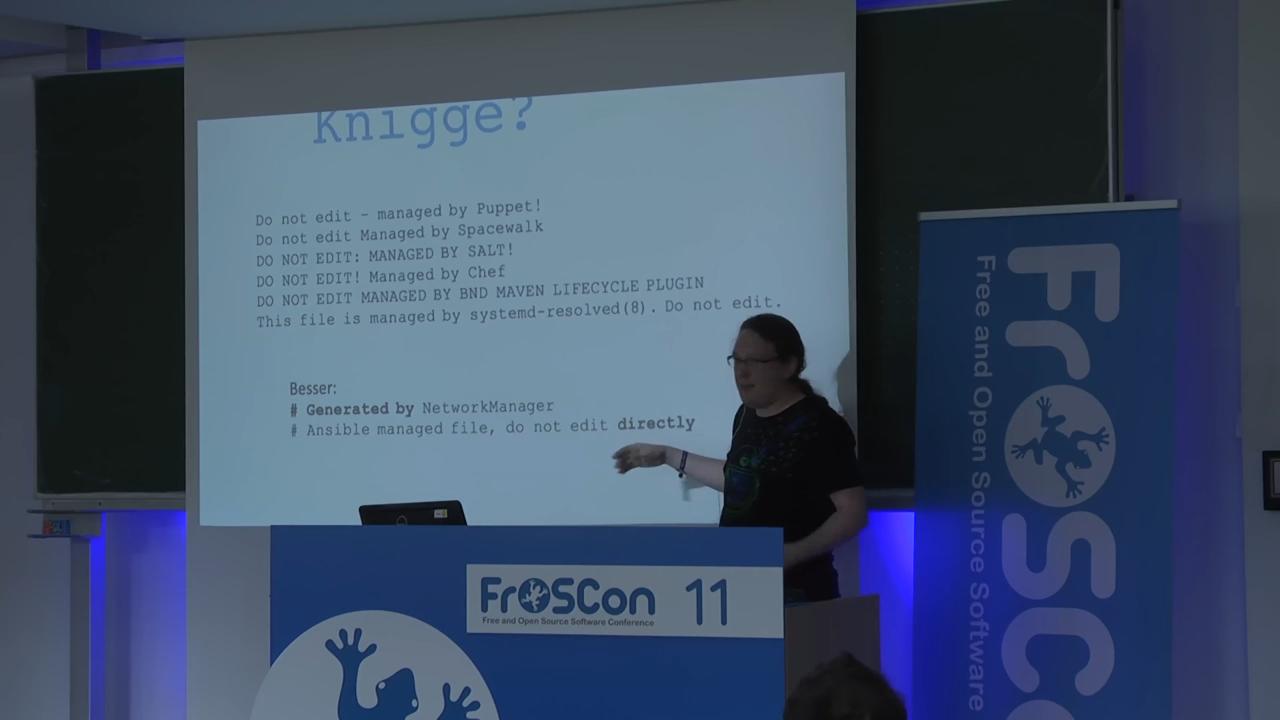 Knigge?
Do not edit - managed by Puppet!
Do not edit Managed by Spacewalk
DO NOT EDIT: MANAGED BY SALT!
DO NOT EDIT! Managed by Chef
DO NOT EDIT MANAGED BY BND MAVEN LIFECYCLE PLUGIN
This file is managed by systemd-resolved(8). Do not edit.
Besser:
# Generated by NetworkManager
# Ansible managed file, do not edit directly
FrOSCon 11
Free and Open Source Software Conference
FrOSCo
Free and Open Source Software